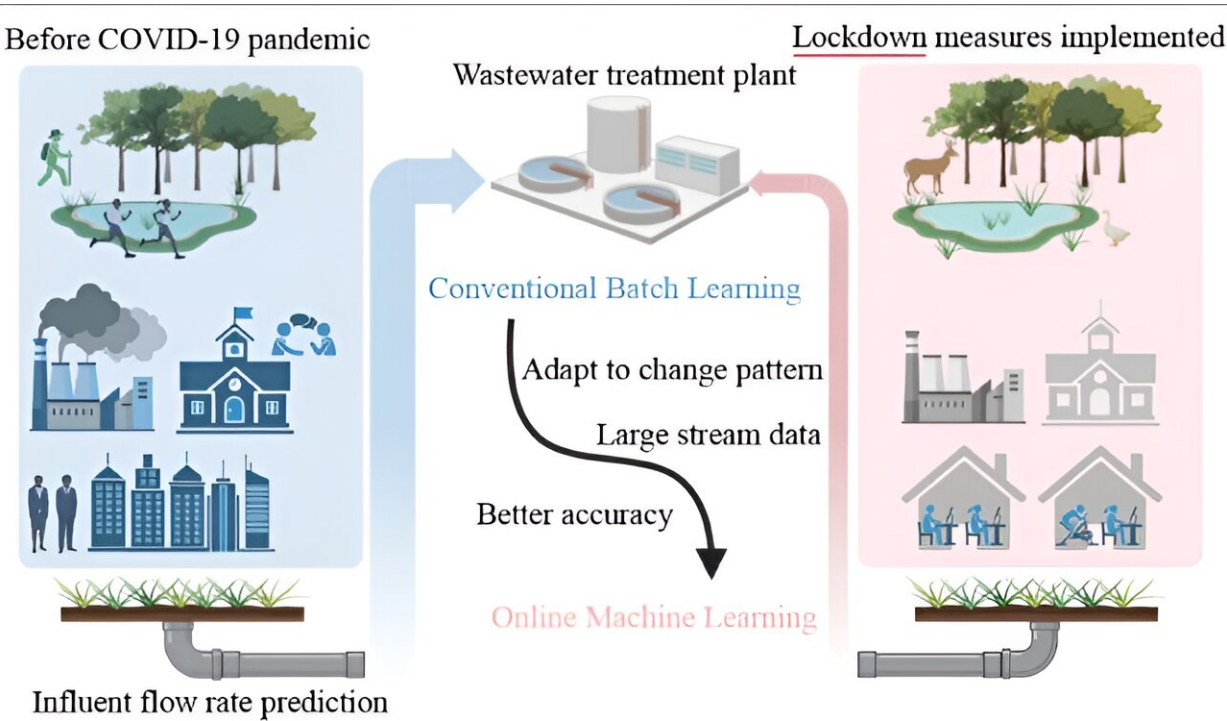 Before COVID-19 pandemic
Lockdown measures implemented
Wastewater treatment plant
Conventional Batch Learning
Adapt to change pattern
Large stream data
Better accuracy
Online Machine Learning
Influent flow rate prediction